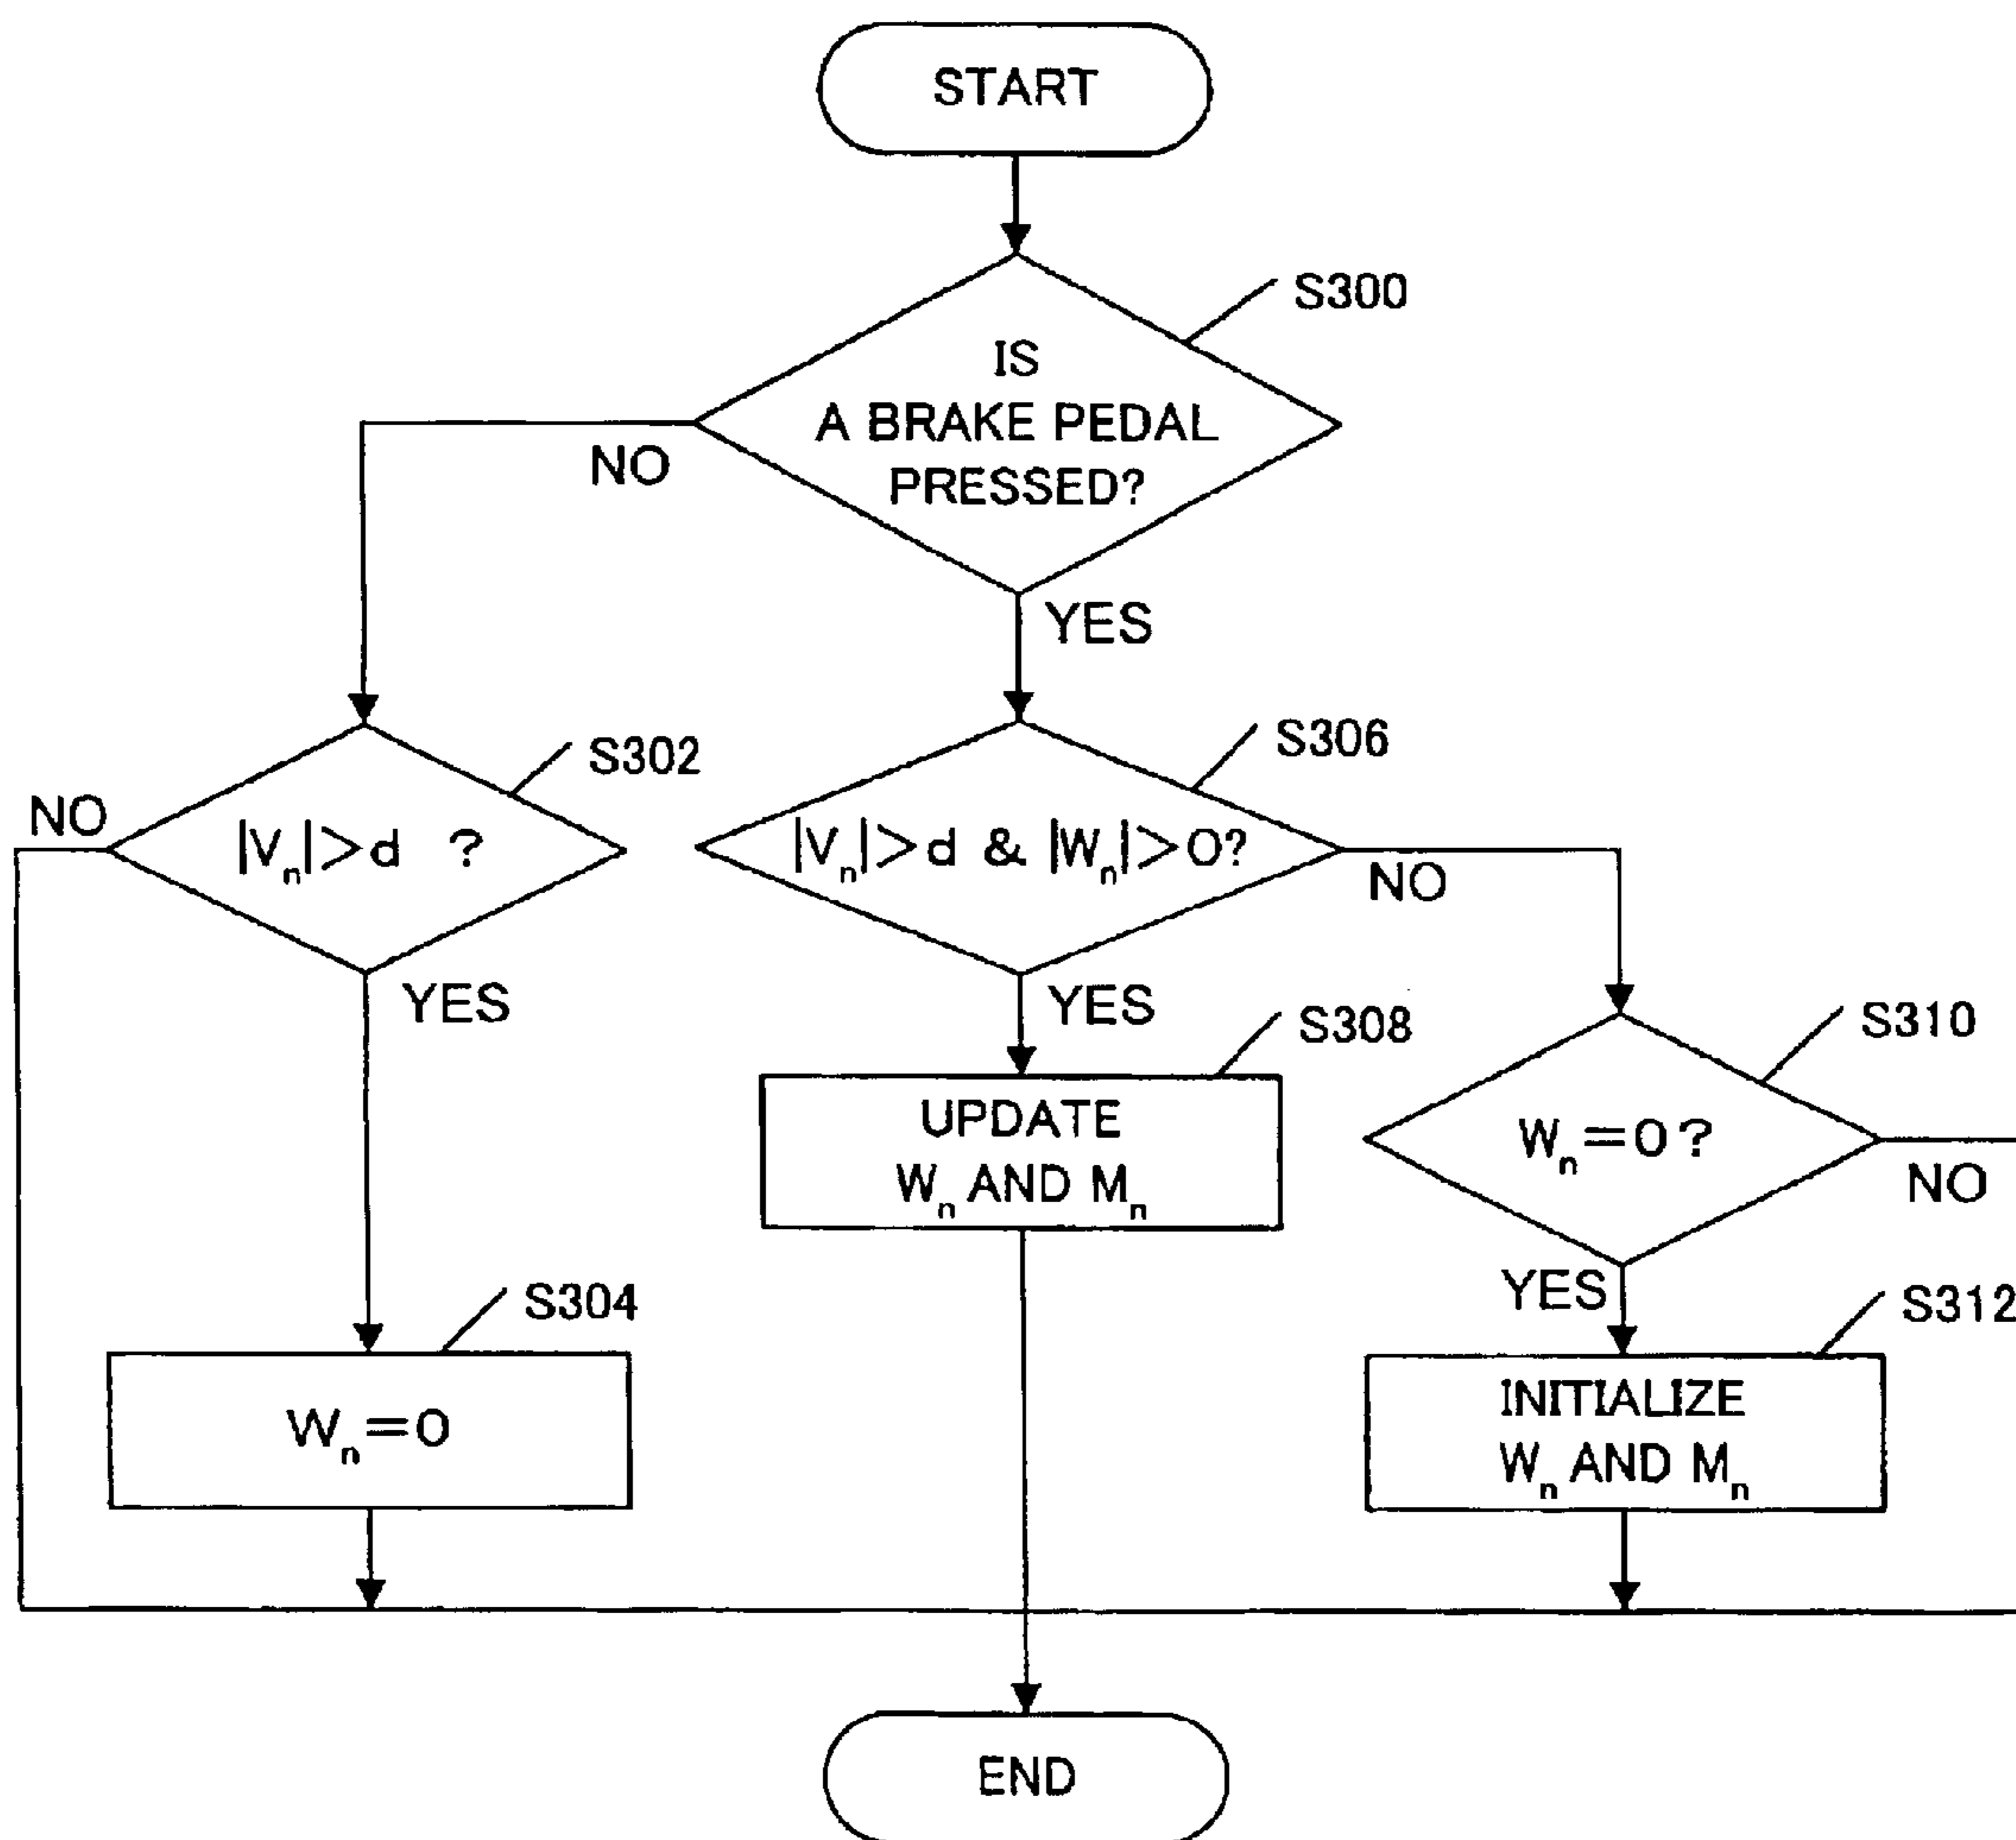 START
S300
IS
A BRAKE PEDAL
PRESSED?
NO
YES
S302
S306
NO
|Vn|>d ?
|Vn|>d & |Wn|>0?
NO
YES
YES
S308
S310
UPDATE
Wn AND Mn
Wn=0?
NO
YES
S304
S312
Wn=0
INITIALIZE
Wn AND Mn
END